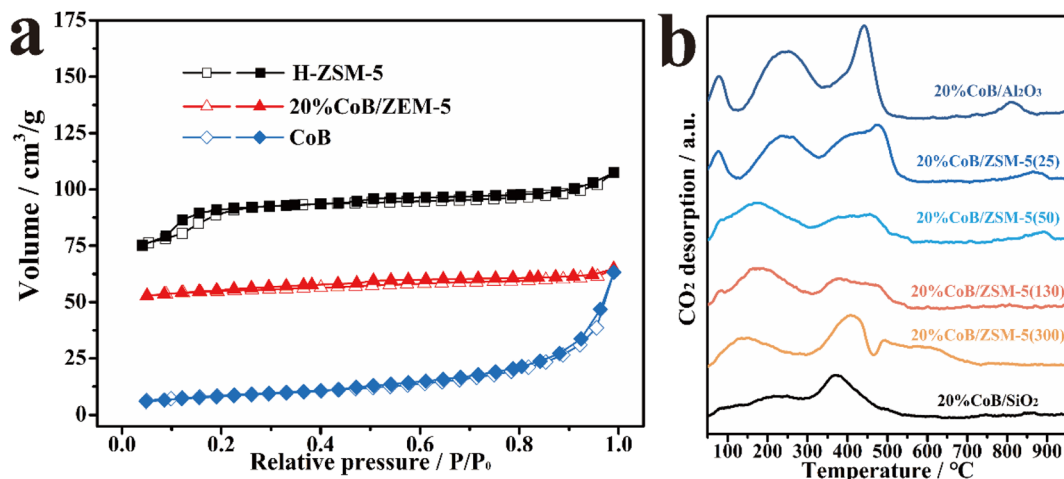 a
175
150
125
100
75
50
25
0
Volume / cm³/g
H-ZSM-5
20%CoB/ZEM-5
CoB
0.0 0.2 0.4 0.6 0.8 1.0
Relative pressure / P/P₀
b
CO₂ desorption / a.u.
20%CoB/Al₂O₃
20%CoB/ZSM-5(25)
20%CoB/ZSM-5(50)
20%CoB/ZSM-5(130)
20%CoB/ZSM-5(300)
20%CoB/SiO₂
100 200 300 400 500 600 700 800 900
Temperature / °C